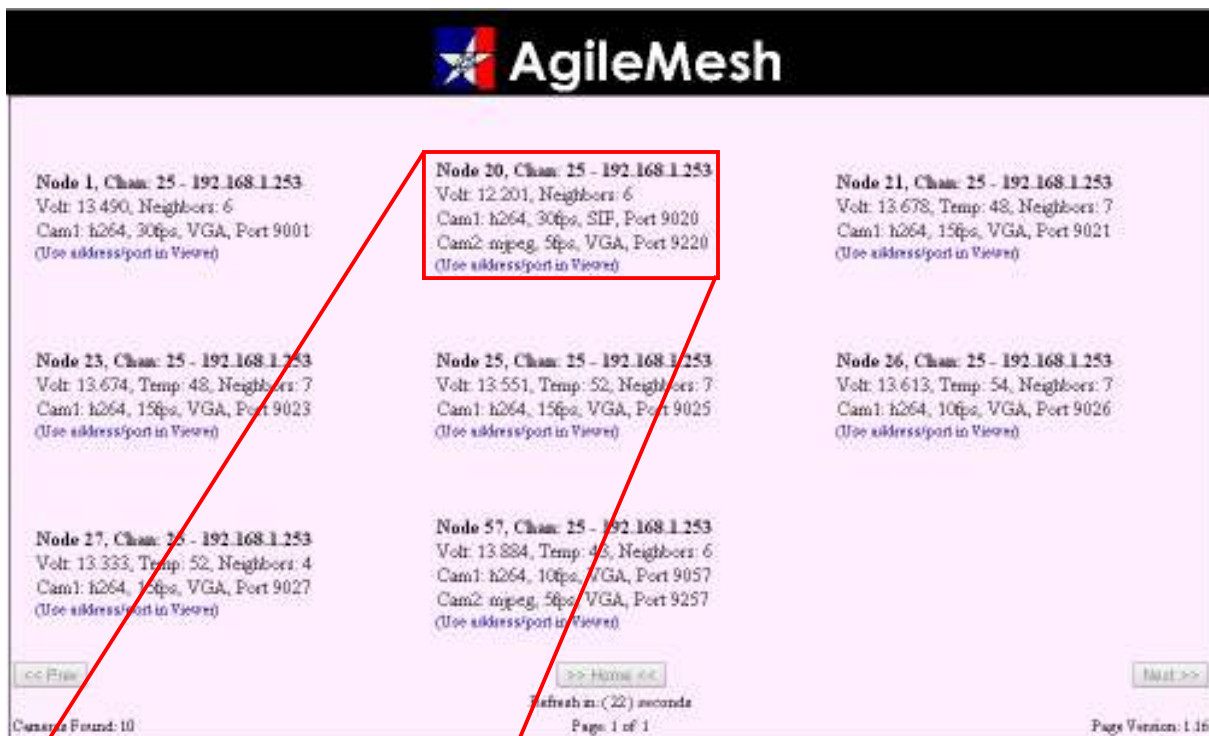 AgileMesh
Node 1, Chan: 25 - 192.168.1.253
Volt: 13.490, Neighbors: 6
Cam1: h264, 30fps, VGA, Port 9001
(Use address/port in Viewer)
Node 20, Chan: 25 - 192.168.1.253
Volt: 12.201, Neighbors: 6
Cam1: h264, 30fps, SIF, Port 9020
Cam2: mjpeg, 5fps, VGA, Port 9220
(Use address/port in Viewer)
Node 21, Chan: 25 - 192.168.1.253
Volt: 13.678, Temp: 48, Neighbors: 7
Cam1: h264, 15fps, VGA, Port 9021
(Use address/port in Viewer)
Node 23, Chan: 25 - 192.168.1.253
Volt: 13.674, Temp: 48, Neighbors: 7
Cam1: h264, 15fps, VGA, Port 9023
(Use address/port in Viewer)
Node 25, Chan: 25 - 192.168.1.253
Volt: 13.551, Temp: 52, Neighbors: 7
Cam1: h264, 15fps, VGA, Port 9025
(Use address/port in Viewer)
Node 26, Chan: 25 - 192.168.1.253
Volt: 13.613, Temp: 54, Neighbors: 7
Cam1: h264, 10fps, VGA, Port 9026
(Use address/port in Viewer)
Node 27, Chan: 25 - 192.168.1.253
Volt: 13.333, Temp: 52, Neighbors: 4
Cam1: h264, 15fps, VGA, Port 9027
(Use address/port in Viewer)
Node 57, Chan: 25 - 192.168.1.253
Volt: 13.884, Temp: 43, Neighbors: 6
Cam1: h264, 10fps, VGA, Port 9057
Cam2: mjpeg, 5fps, VGA, Port 9257
(Use address/port in Viewer)
<< Prev
>> Home <<
Next >>
Refresh in: (22) seconds
Cameras Found: 10
Page: 1 of 1
Page Version: 1.16